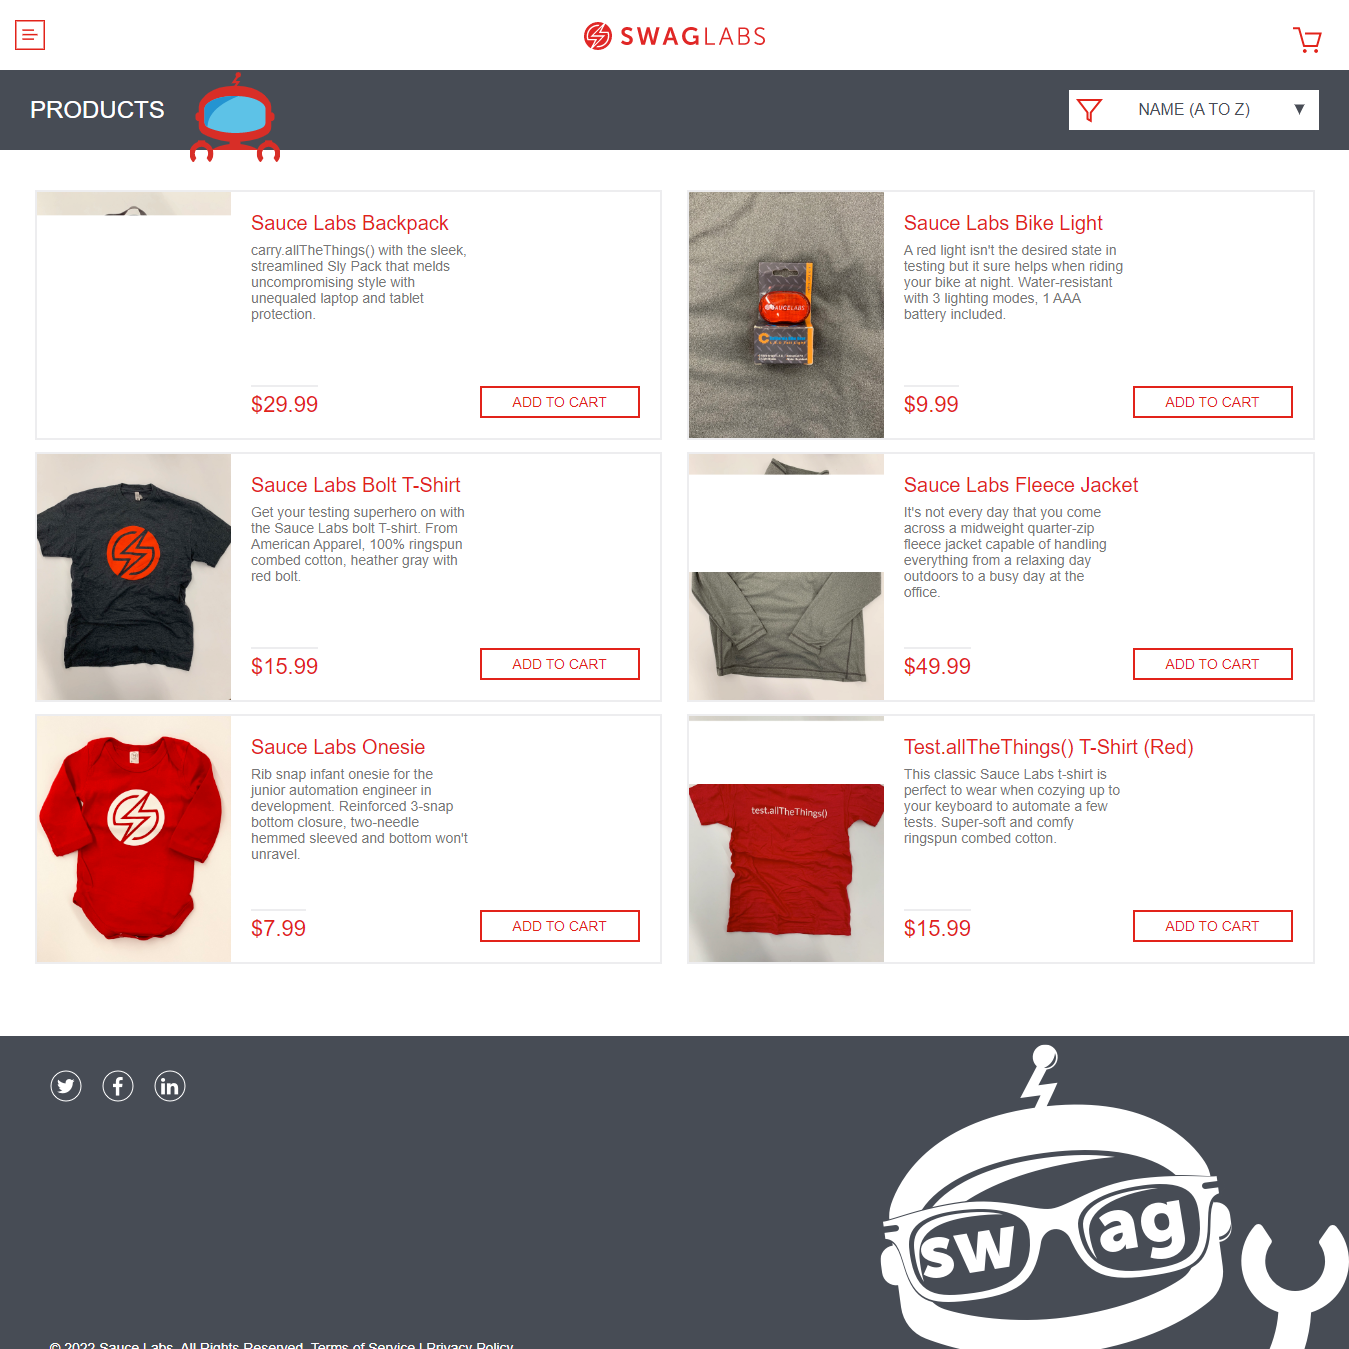 SWAGLABS
PRODUCTS
NAME (A TO Z)
Sauce Labs Backpack
carry.allTheThings() with the sleek,
streamlined Sly Pack that melds
uncompromising style with
unequaled laptop and tablet
protection.
$29.99
ADD TO CART
Sauce Labs Bike Light
A red light isn't the desired state in
testing but it sure helps when riding
your bike at night. Water-resistant
with 3 lighting modes, 1 AAA
battery included.
$9.99
ADD TO CART
Sauce Labs Bolt T-Shirt
Get your testing superhero on with
the Sauce Labs bolt T-shirt. From
American Apparel, 100% ringspun
combed cotton, heather gray with
red bolt.
$15.99
ADD TO CART
Sauce Labs Fleece Jacket
It's not every day that you come
across a midweight quarter-zip
fleece jacket capable of handling
everything from a relaxing day
outdoors to a busy day at the
office.
$49.99
ADD TO CART
Sauce Labs Onesie
Rib snap infant onesie for the
junior automation engineer in
development. Reinforced 3-snap
bottom closure, two-needle
hemmed sleeved and bottom won't
unravel.
$7.99
ADD TO CART
test.allTheThings()
Test.allTheThings() T-Shirt (Red)
This classic Sauce Labs t-shirt is
perfect to wear when cozying up to
your keyboard to automate a few
tests. Super-soft and comfy
ringspun combed cotton.
$15.99
ADD TO CART
swag
© 2022 Sauce Labs. All Rights Reserved. Terms of Service | Privacy Policy